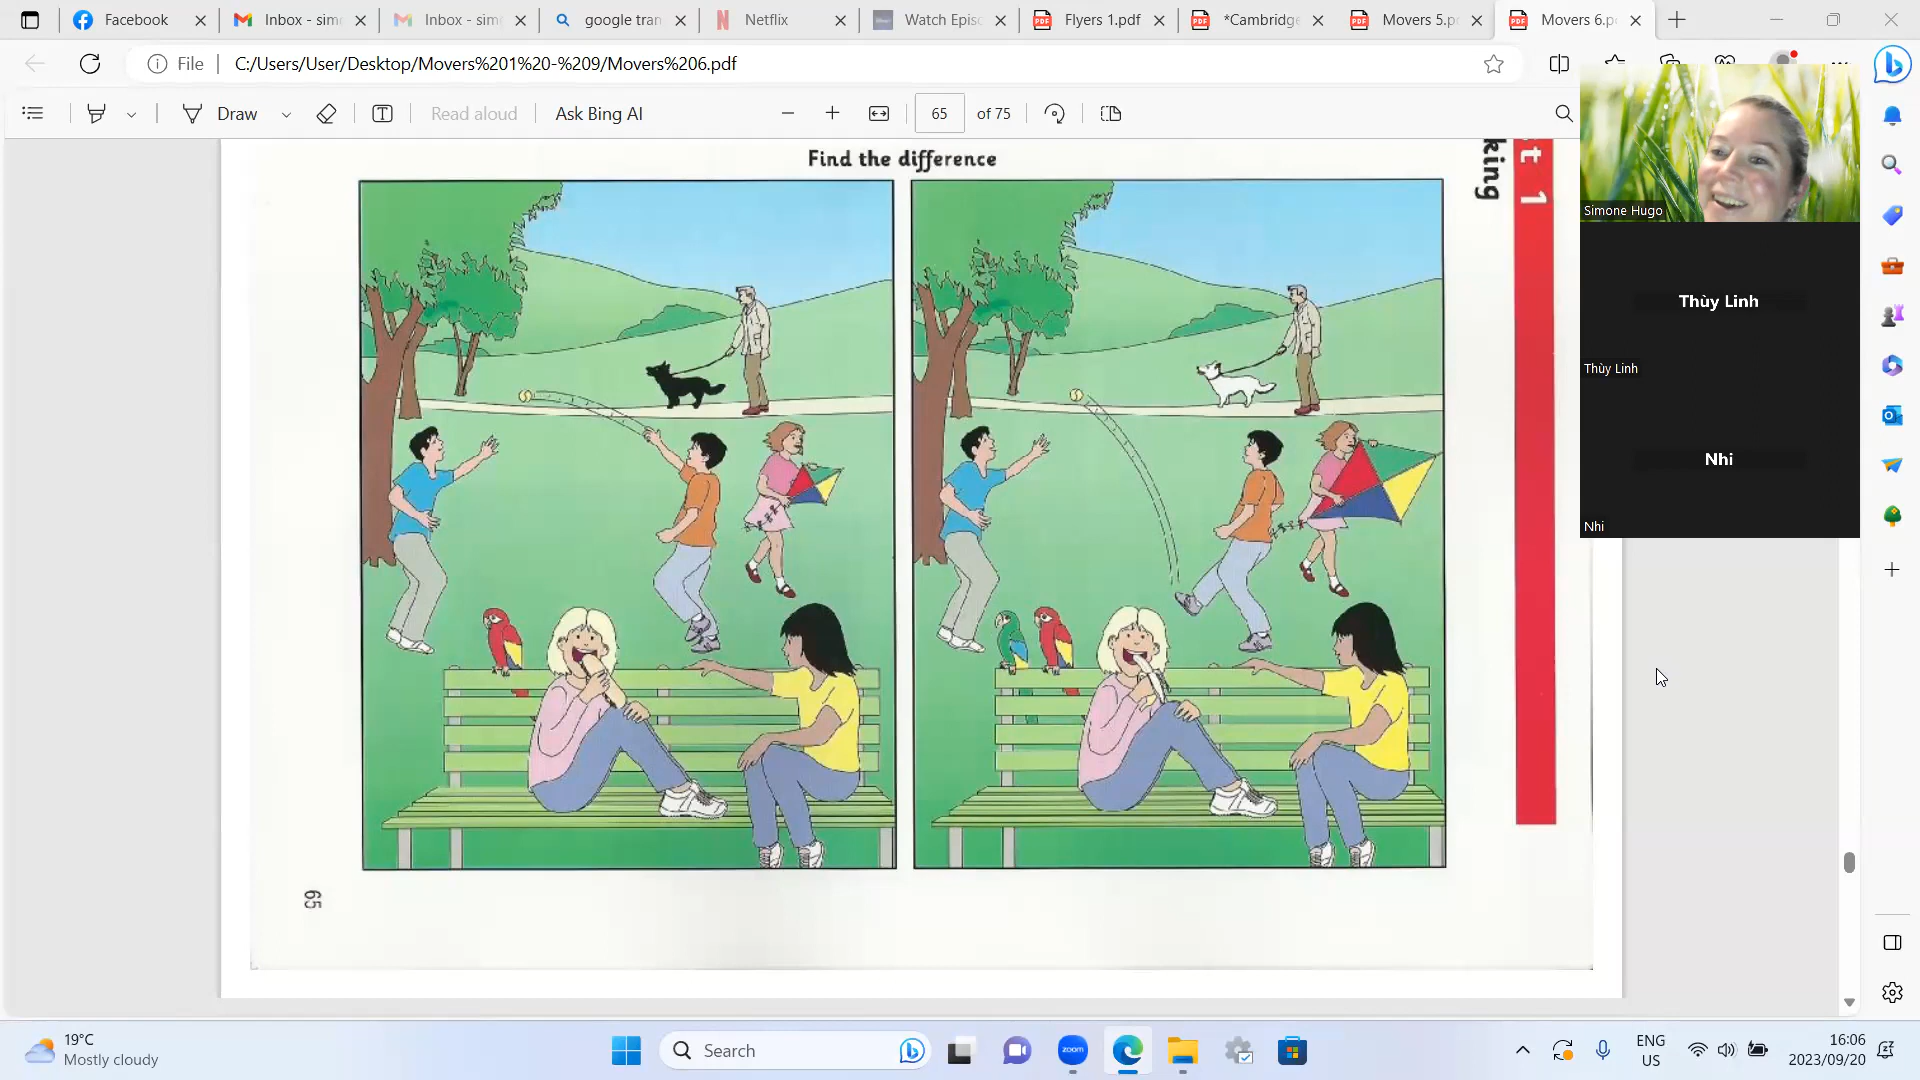 Facebook
Inbox - sim
Inbox - sim
google tran
Netflix
Watch Epis
Flyers 1.pdf
*Cambridge
Movers 5.p
Movers 6.p
File
C:/Users/User/Desktop/Movers%201%20-%209/Movers%206.pdf
Draw
Read aloud
Ask Bing AI
65
of 75
Find the difference
t 1
king
65
Simone Hugo
Thùy Linh
Thùy Linh
Nhi
Nhi
19°C
Mostly cloudy
Search
zoom
ENG
US
16:06
2023/09/20